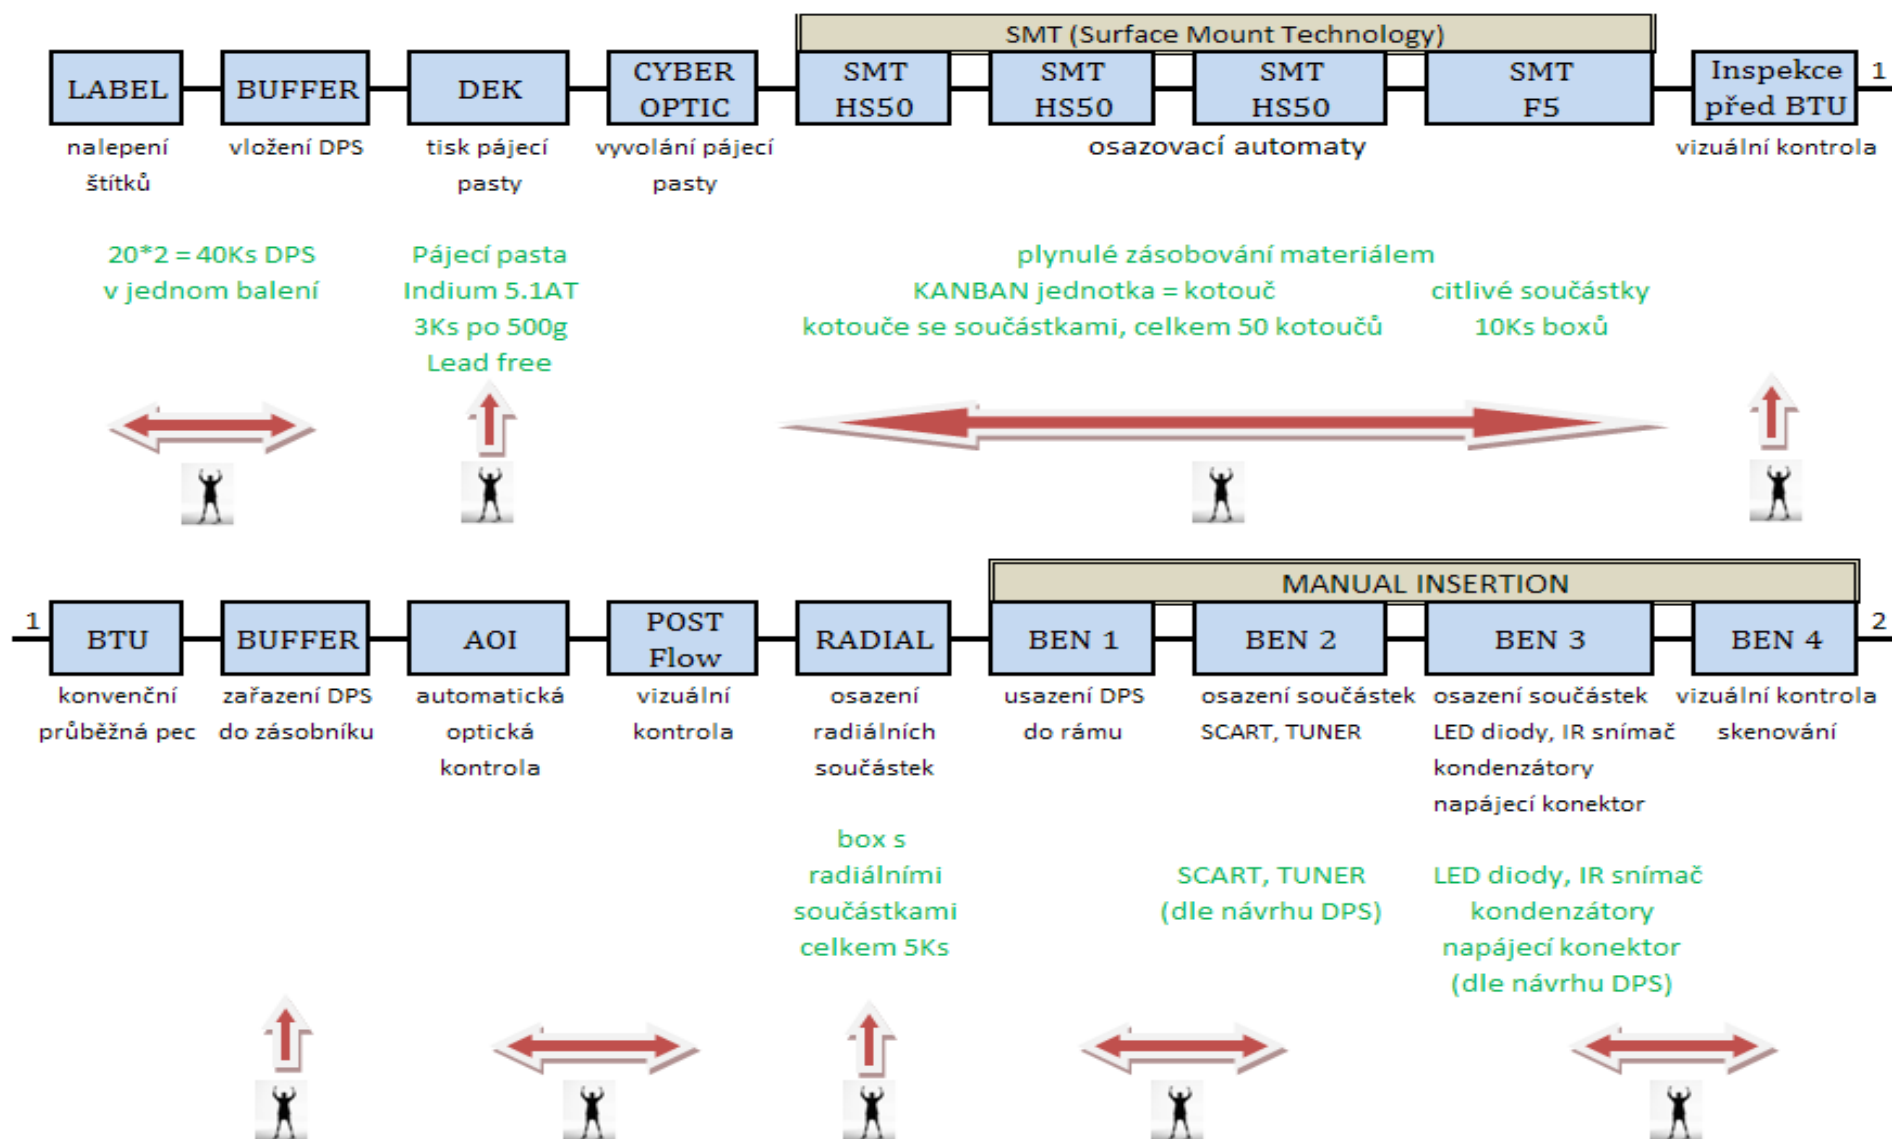 SMT (Surface Mount Technology)
LABEL
BUFFER
DEK
CYBER
OPTIC
SMT
HS50
SMT
HS50
SMT
HS50
SMT
F5
Inspekce
před BTU
1
nalepení
štítků
vložení DPS
tisk pájecí
pasty
vyvolání pájecí
pasty
osazovací automaty
vizuální kontrola
20*2 = 40Ks DPS
v jednom balení
Pájecí pasta
Indium 5.1AT
3Ks po 500g
Lead free
plynulé zásobování materiálem
KANBAN jednotka = kotouč
kotouče se součástkami, celkem 50 kotoučů
citlivé součástky
10Ks boxů
MANUAL INSERTION
1
BTU
BUFFER
AOI
POST
Flow
RADIAL
BEN 1
BEN 2
BEN 3
BEN 4
2
konvenční
průběžná pec
zařazení DPS
do zásobníku
automatická
optická
kontrola
vizuální
kontrola
osazení
radiálních
součástek
usazení DPS
do rámu
osazení součástek
SCART, TUNER
osazení součástek
LED diody, IR snímač
kondenzátory
napájecí konektor
vizuální kontrola
skenování
box s
radiálními
součástkami
celkem 5Ks
SCART, TUNER
(dle návrhu DPS)
LED diody, IR snímač
kondenzátory
napájecí konektor
(dle návrhu DPS)